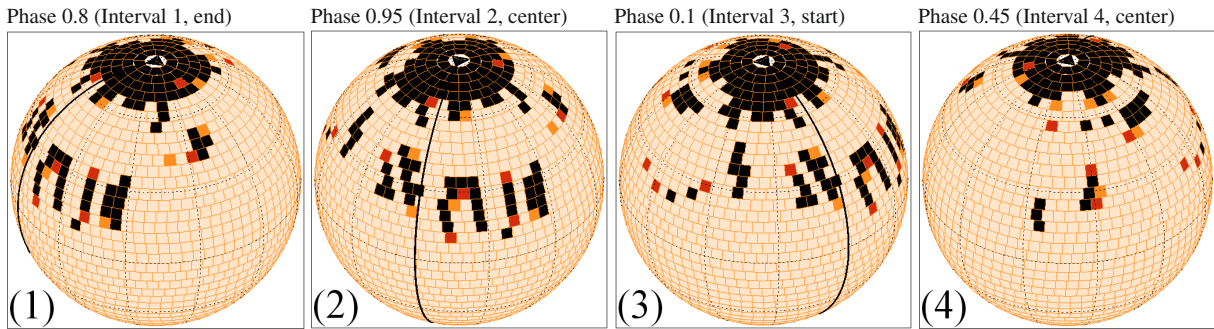 Phase 0.8 (Interval 1, end)
Phase 0.95 (Interval 2, center)
Phase 0.1 (Interval 3, start)
Phase 0.45 (Interval 4, center)
(1)
(2)
(3)
(4)